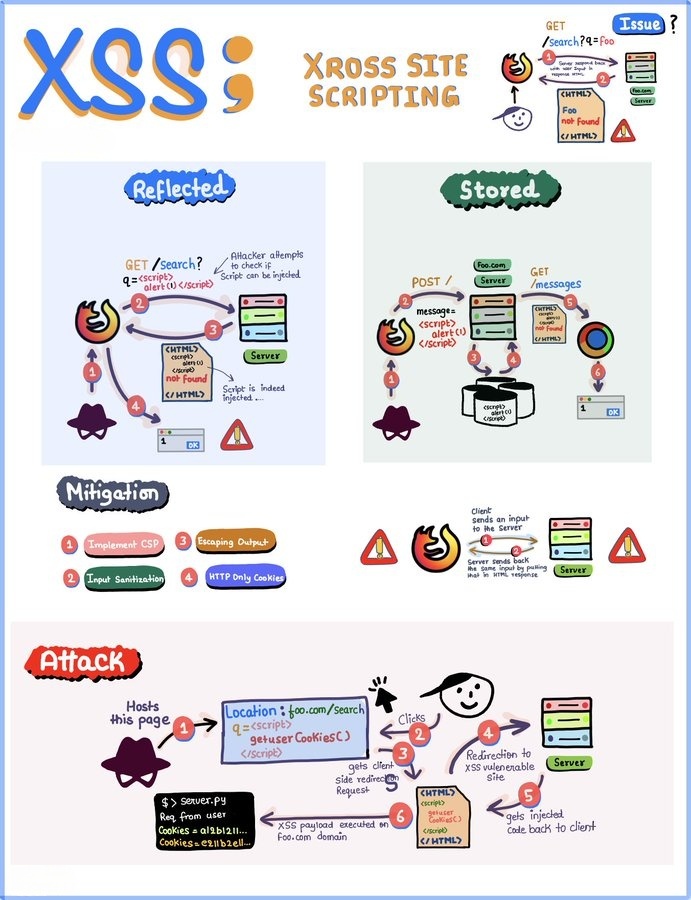 XSS;
XROSS SITE
SCRIPTING
Issue ?
GET
/search?q=foo
1
Server respond back
with user input in
response HTML
2
Foo.com
Server
<HTML>
Foo
not found
</HTML>
Reflected
GET /search?
q=<script>
alert(1)</script>
Attacker attempts
to check if
Script can be injected
2
3
Server
<HTML>
<script>
alert(1)
</script>
not found
</HTML>
Script is indeed
injected....
1
4
1
OK
Stored
Foo.com
Server
POST /
2
message=
<script>
alert(1)
</script>
GET
/messages
5
<HTML>
<script>
alert(1)
</script>
not found
</HTML>
1
3
4
<script>
alert(1)
</script>
6
1
OK
Mitigation
1 Implement CSP
3 Escaping Output
2 Input Sanitization
4 HTTP Only Cookies
Client
sends an input
to the Server
1
2
Server sends back
the same input by putting
that in HTML response
Server
Attack
Hosts
this page
1
Location : foo.com/search
q=<script>
getuserCookies()
</script>
Clicks
2
3
gets client
side redirection
Request
S
4
Redirection to
XSS vulenerable
site
Server
5
gets injected
code back to client
<HTML>
<script>
getuser
Cookies()
</script>
</HTML>
6
XSS payload executed on
Foo.com domain
$ > Server.py
Req from user
Cookies = a12b1211...
Cookies = e211b2e11...